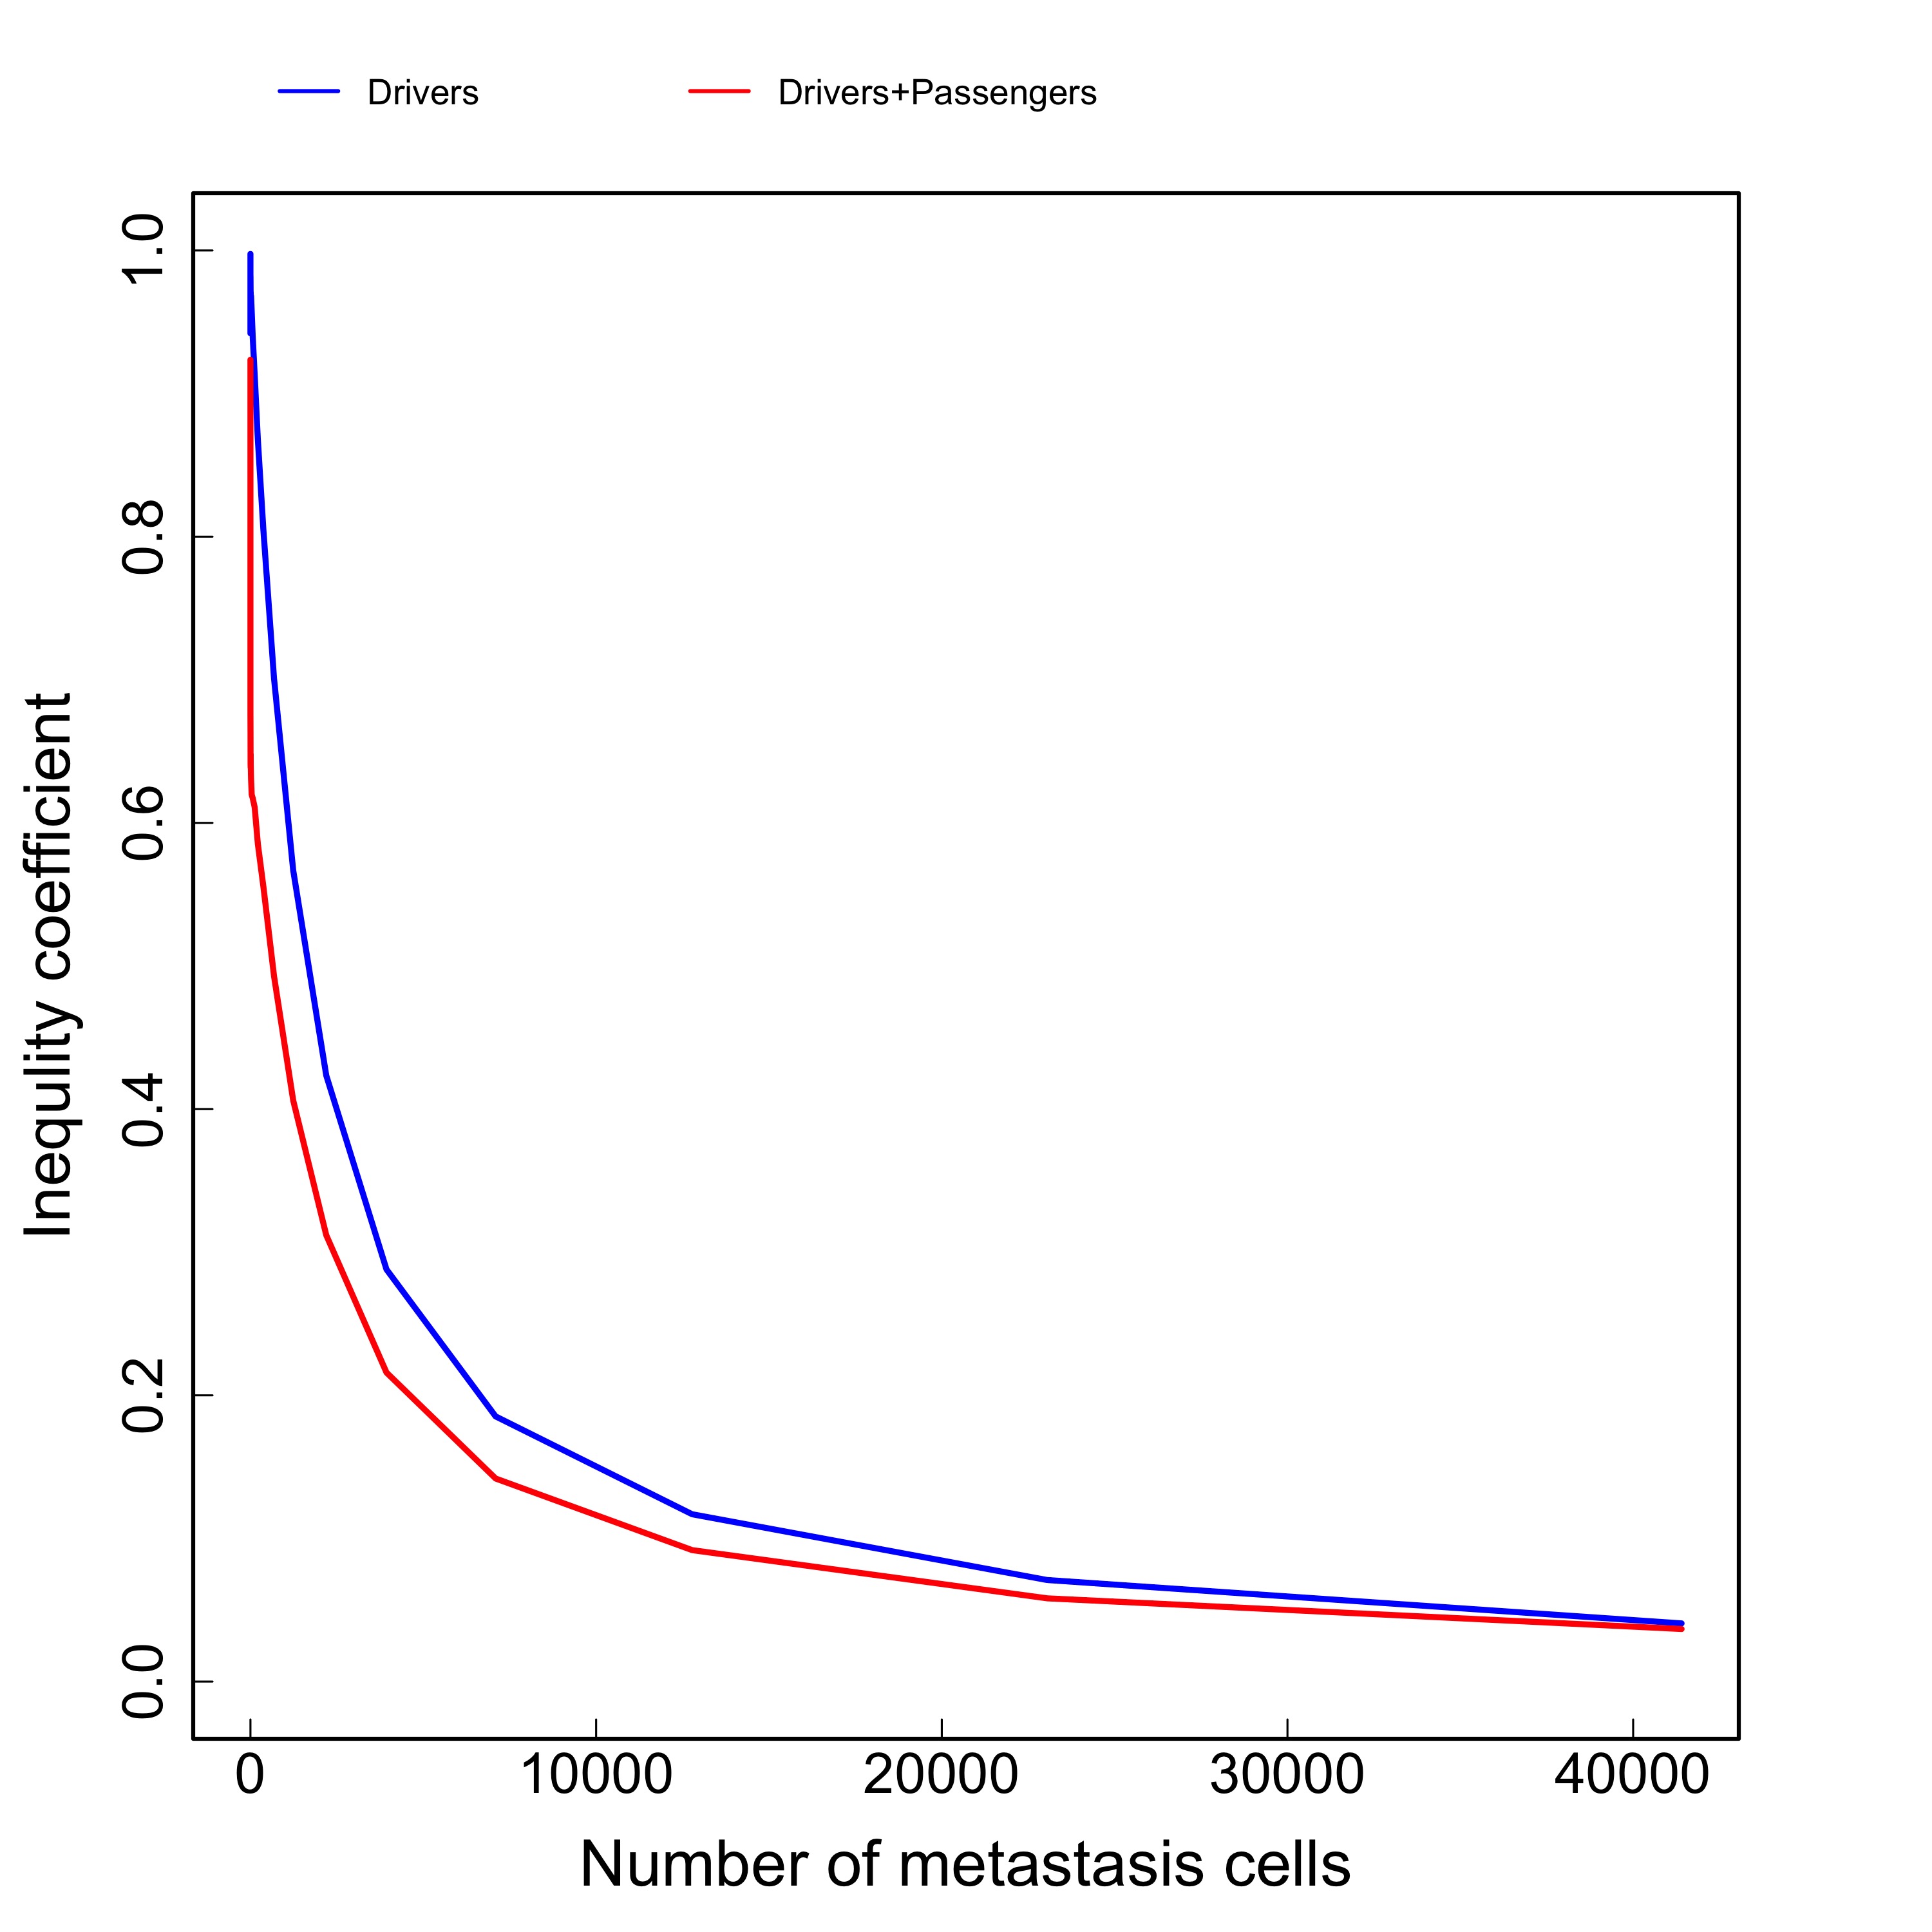 Drivers
Drivers+Passengers
Inequlity coefficient
1.0
0.8
0.6
0.4
0.2
0.0
0
10000
20000
30000
40000
Number of metastasis cells